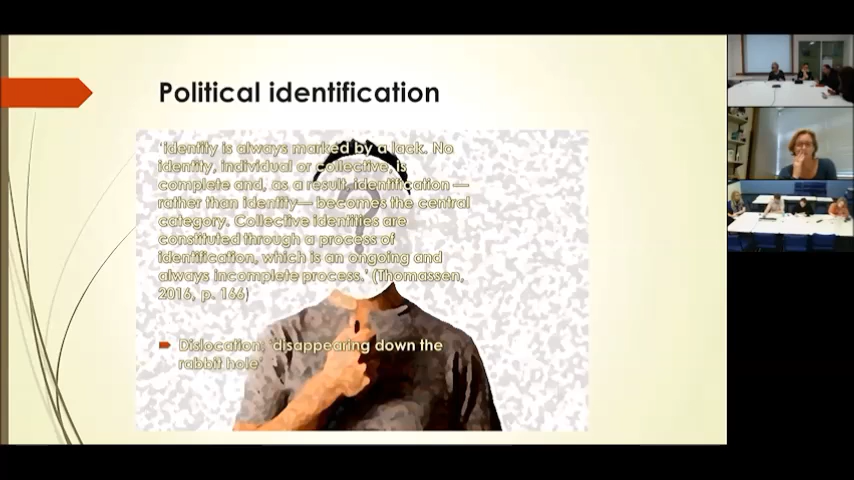 Political identification
'identity is always marked by a lack. No
identity, individual or collective, is
complete and, as a result, identification —
rather than identity— becomes the central
category. Collective identities are
constituted through a process of
identification, which is an ongoing and
always incomplete process.' (Thomassen,
2016, p. 166)
Dislocation: 'disappearing down the
rabbit hole'